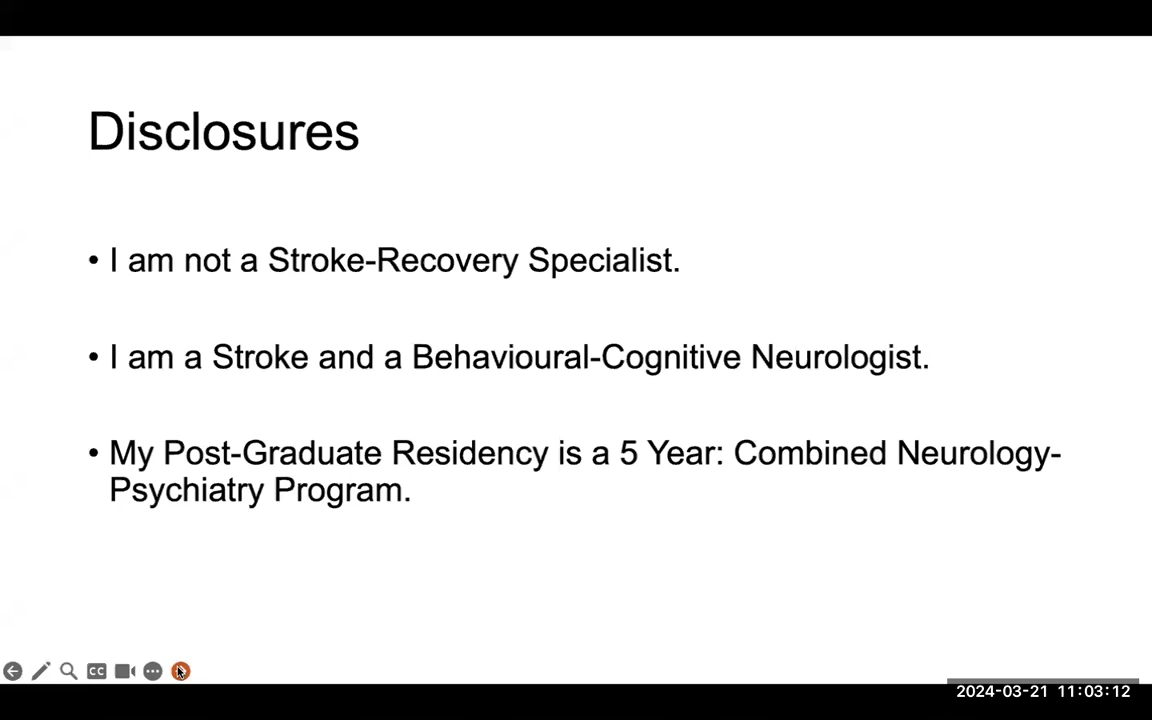 Disclosures
• I am not a Stroke-Recovery Specialist.
• I am a Stroke and a Behavioural-Cognitive Neurologist.
• My Post-Graduate Residency is a 5 Year: Combined Neurology-
Psychiatry Program.
CC
2024-03-21 11:03:12